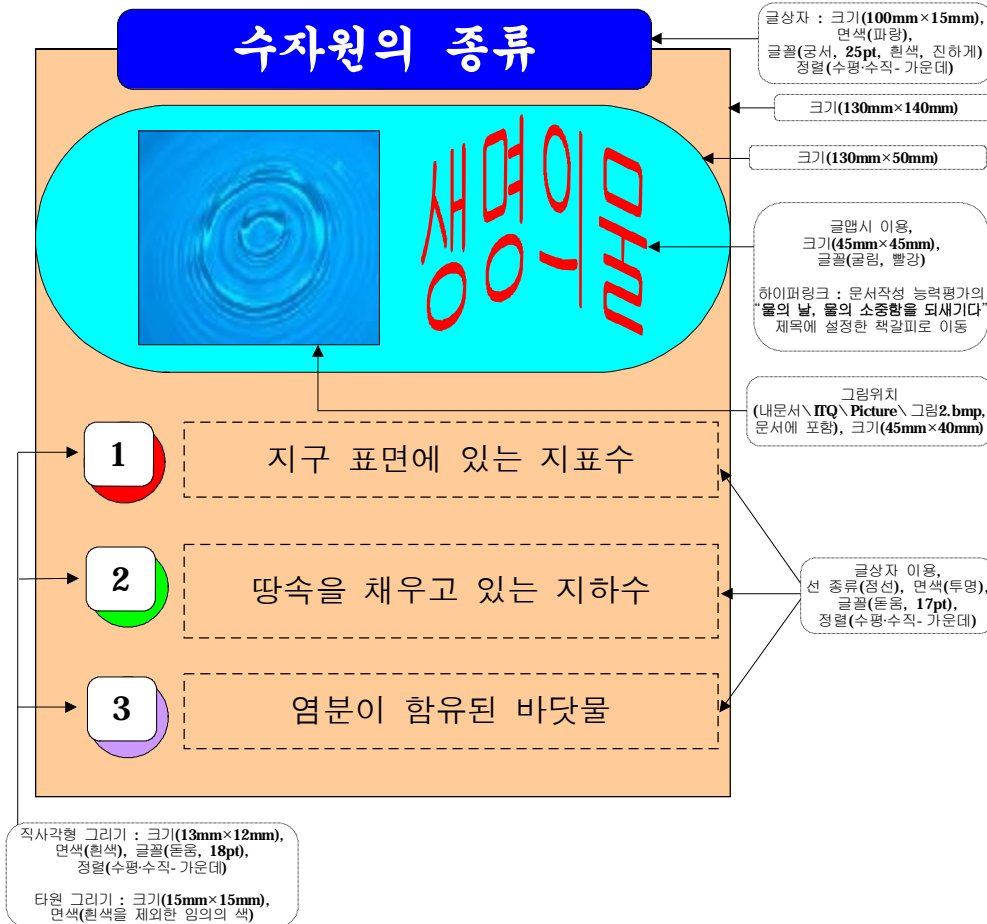 수자원의 종류
글상자 : 크기(100mm×15mm),
면색(파랑),
글꼴(궁서, 25pt, 흰색, 진하게)
정렬(수평·수직-가운데)
크기(130mm×140mm)
크기(130mm×50mm)
생명의물
글맵시 이용,
크기(45mm×45mm),
글꼴(굴림, 빨강)
하이퍼링크 : 문서작성 능력평가의
“물의 날, 물의 소중함을 되새기다”
제목에 설정한 책갈피로 이동
그림위치
(내문서\ITQ\Picture\그림2.bmp,
문서에 포함), 크기(45mm×40mm)
1
지구 표면에 있는 지표수
2
땅속을 채우고 있는 지하수
글상자 이용,
선 종류(점선), 면색(투명),
글꼴(돋움, 17pt),
정렬(수평·수직-가운데)
3
염분이 함유된 바닷물
직사각형 그리기 : 크기(13mm×12mm),
면색(흰색), 글꼴(돋움, 18pt),
정렬(수평·수직-가운데)
타원 그리기 : 크기(15mm×15mm),
면색(흰색을 제외한 임의의 색)